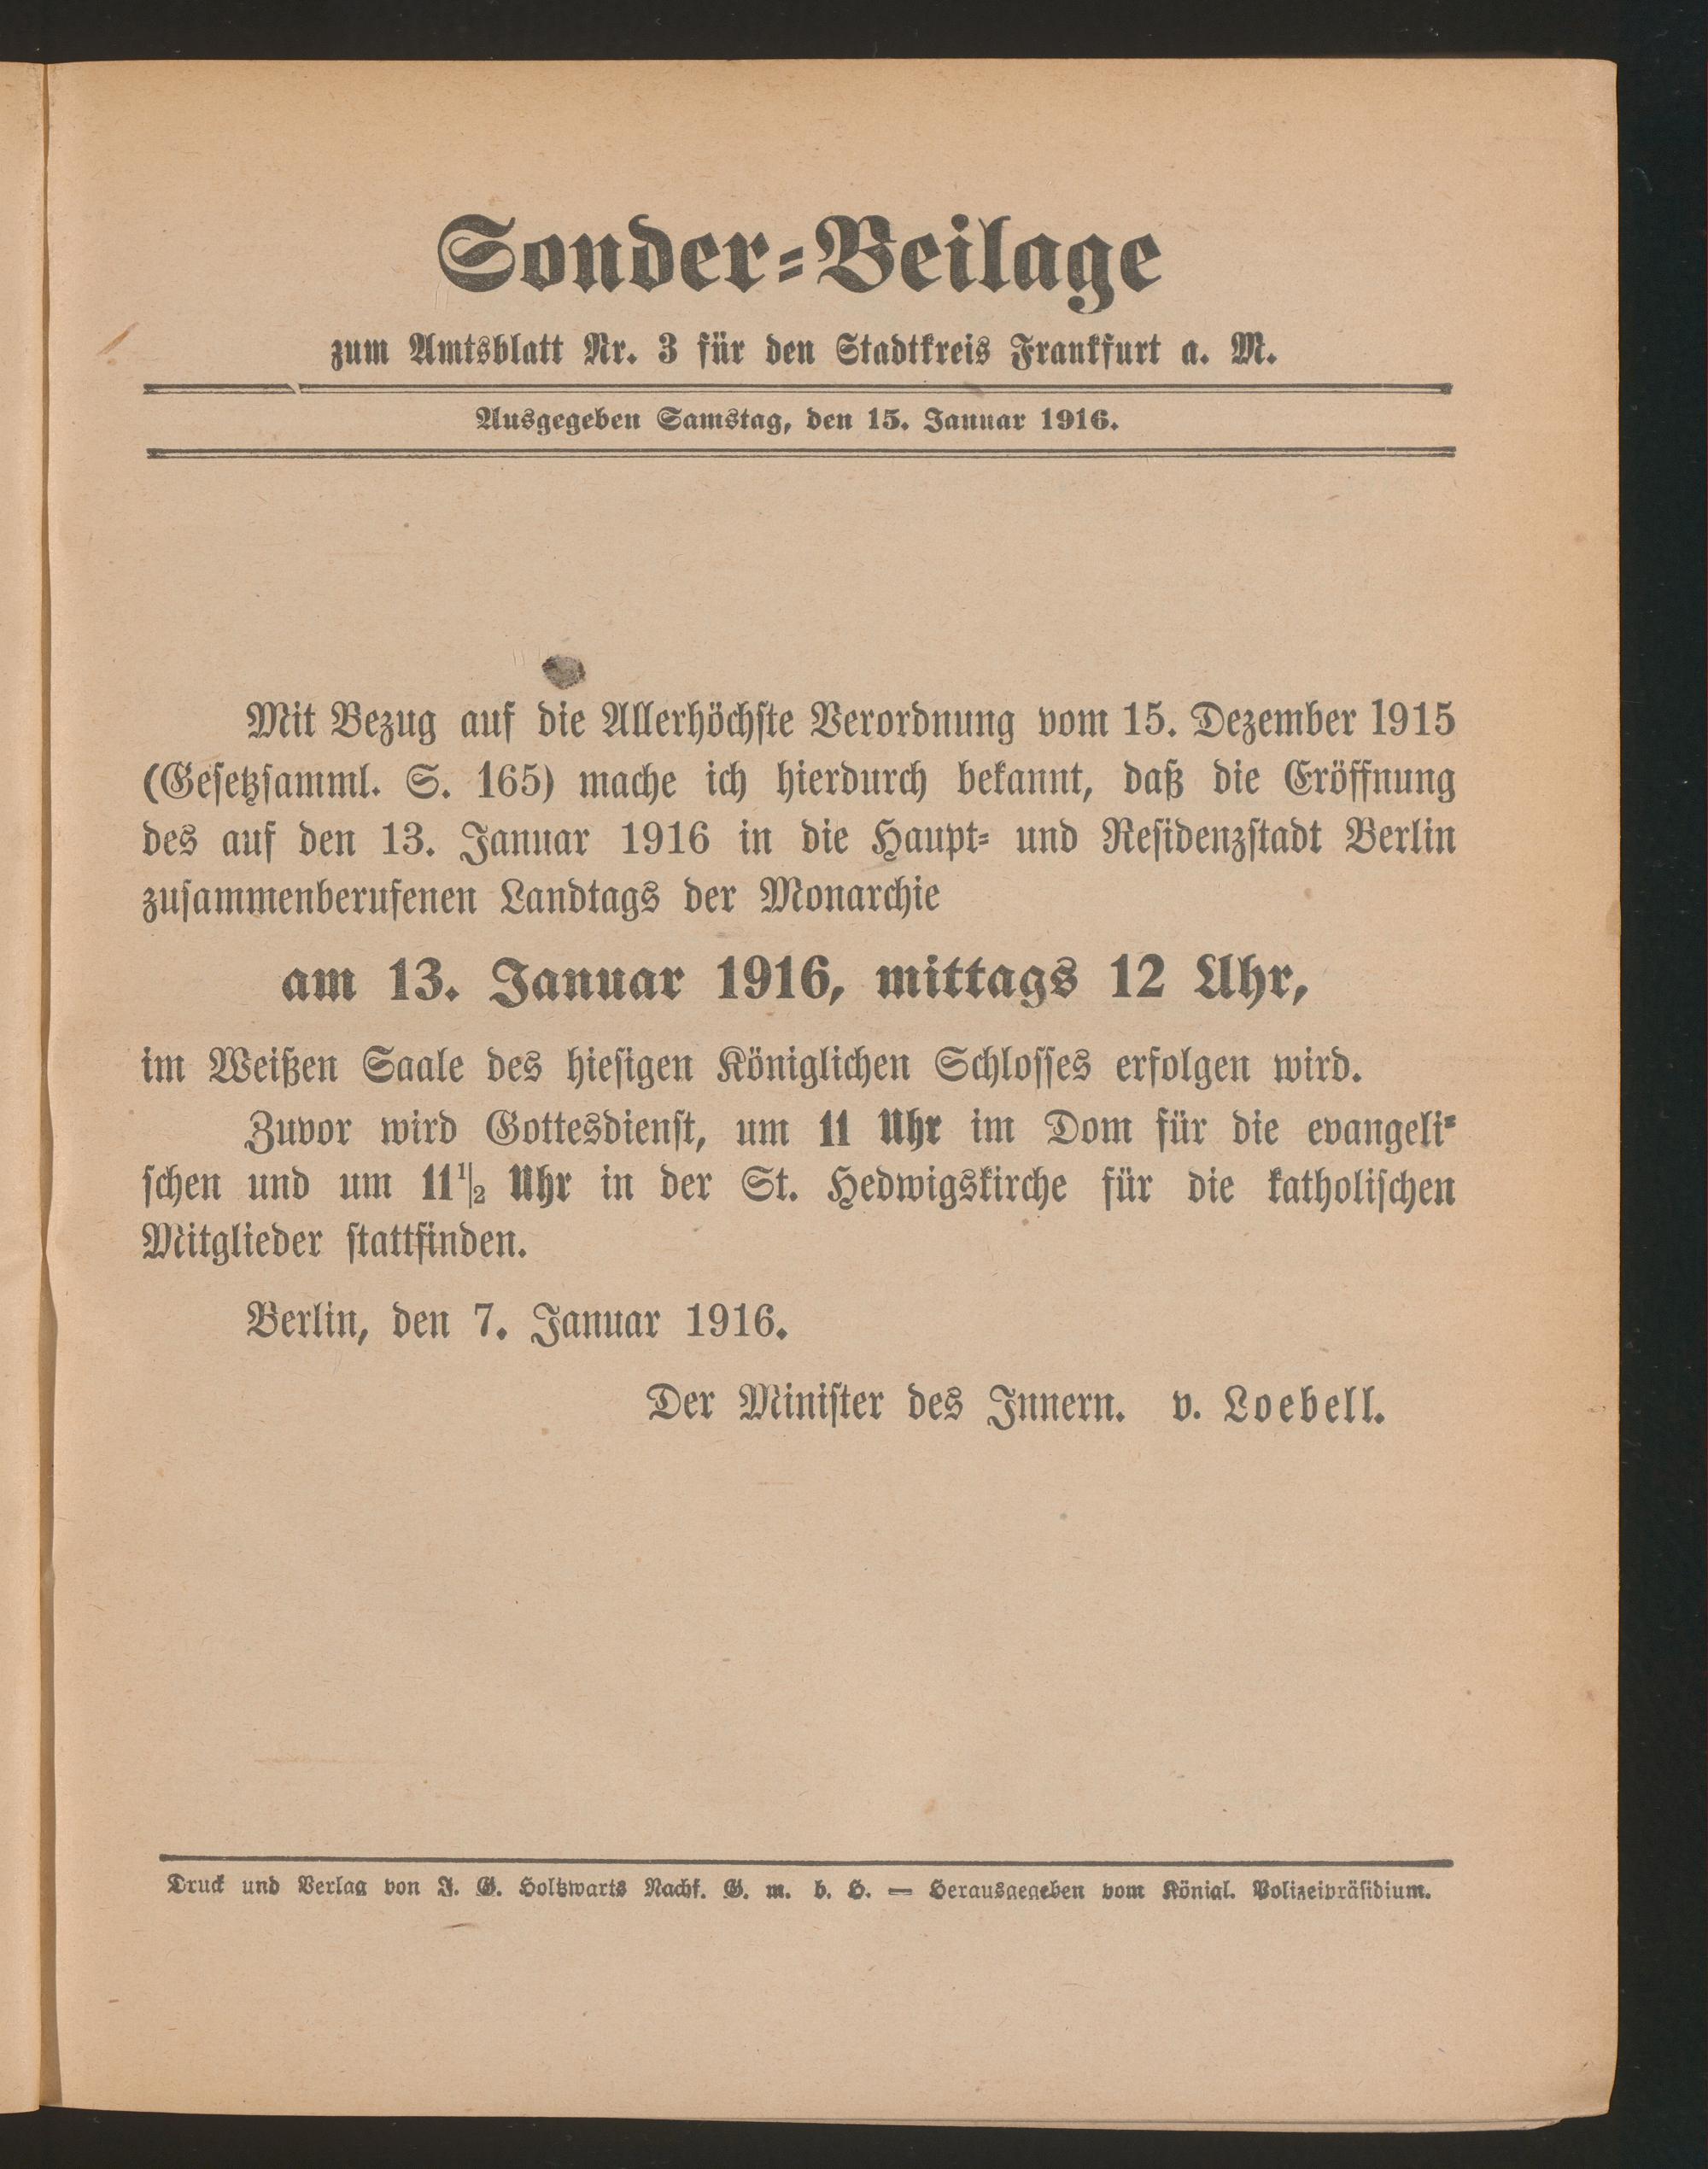 Sonder-Beilage
zum Amtsblatt Nr. 3 für den Stadtkreis Frankfurt a. M.
Ausgegeben Samstag, den 15. Januar 1916.
Mit Bezug auf die Allerhöchste Verordnung vom 15. Dezember 1915
(Gesetzsamml. S. 165) mache ich hierdurch bekannt, daß die Eröffnung
des auf den 13. Januar 1916 in die Haupt- und Residenzstadt Berlin
zusammenberufenen Landtags der Monarchie
am 13. Januar 1916, mittags 12 Uhr,
im Weißen Saale des hiesigen Königlichen Schlosses erfolgen wird.
Zuvor wird Gottesdienst, um 11 Uhr im Dom für die evangeli-
schen und um 11 1/2 Uhr in der St. Hedwigskirche für die katholischen
Mitglieder stattfinden.
Berlin, den 7. Januar 1916.
Der Minister des Innern. v. Loebell.
Druck und Verlag von J. G. Holtzwarts Nachf. G. m. b. H. — Herausgegeben vom Königl. Polizeipräsidium.